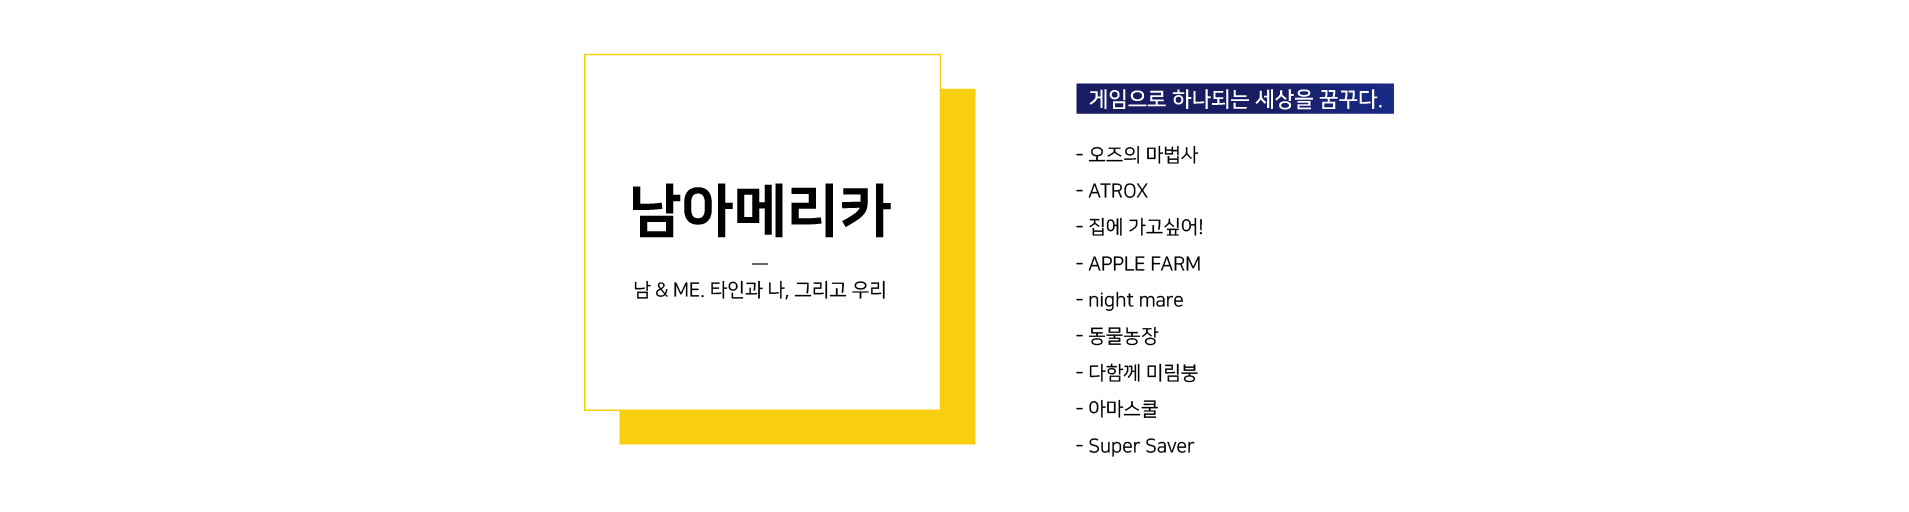 남아메리카
—
남 & ME. 타인과 나, 그리고 우리
게임으로 하나되는 세상을 꿈꾸다.
- 오즈의 마법사
- ATROX
- 집에 가고싶어!
- APPLE FARM
- night mare
- 동물농장
- 다함께 미림붕
- 아마스쿨
- Super Saver